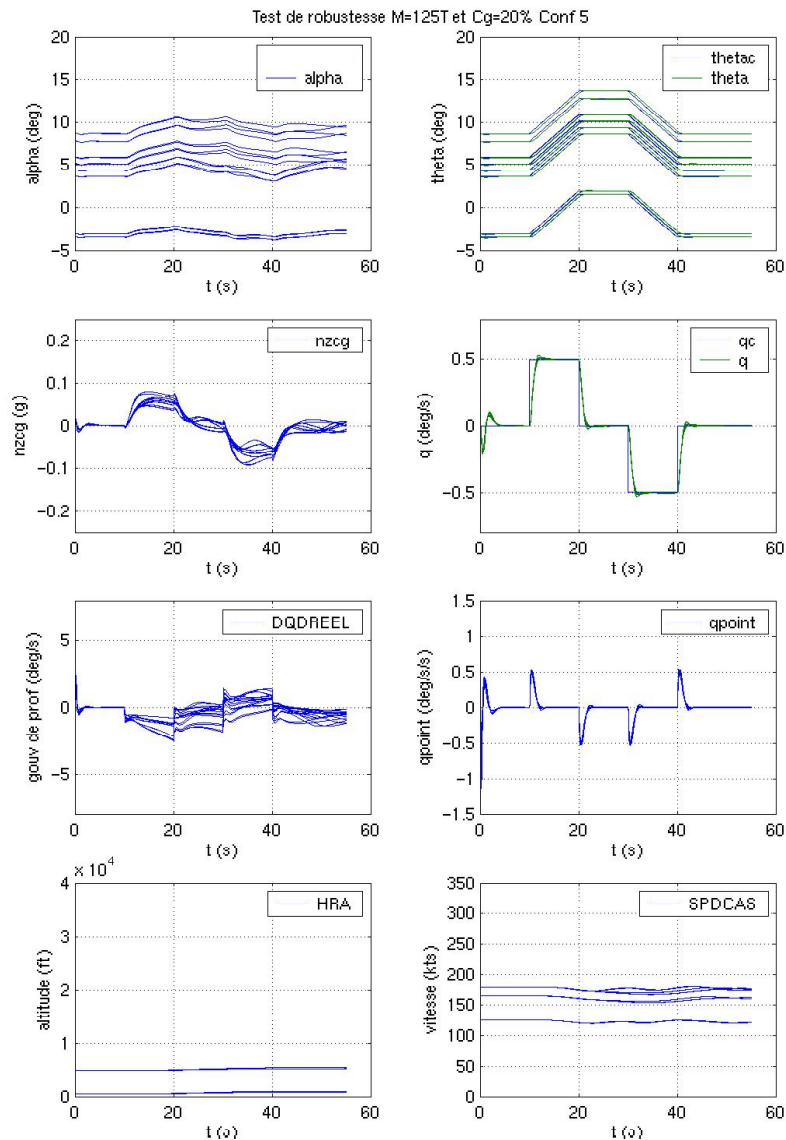 Test de robustesse M=125T et Cg=20% Conf 5
20
15
10
5
0
-5
alpha (deg)
alpha
0
20
40
60
t (s)
20
15
10
5
0
-5
theta (deg)
thetac
theta
0
20
40
60
t (s)
0.2
0.1
0
-0.1
-0.2
nzcg (g)
nzcg
0
20
40
60
t (s)
0.5
0
-0.5
q (deg/s)
qc
q
0
20
40
60
t (s)
5
0
-5
gouv de prof (deg/s)
DQDREEL
0
20
40
60
t (s)
1.5
1
0.5
0
-0.5
-1
-1.5
qpoint (deg/s/s)
qpoint
0
20
40
60
t (s)
x 10^4
4
3
2
1
0
altitude (ft)
HRA
0
20
40
60
t (s)
350
300
250
200
150
100
50
0
vitesse (kts)
SPDCAS
0
20
40
60
t (s)